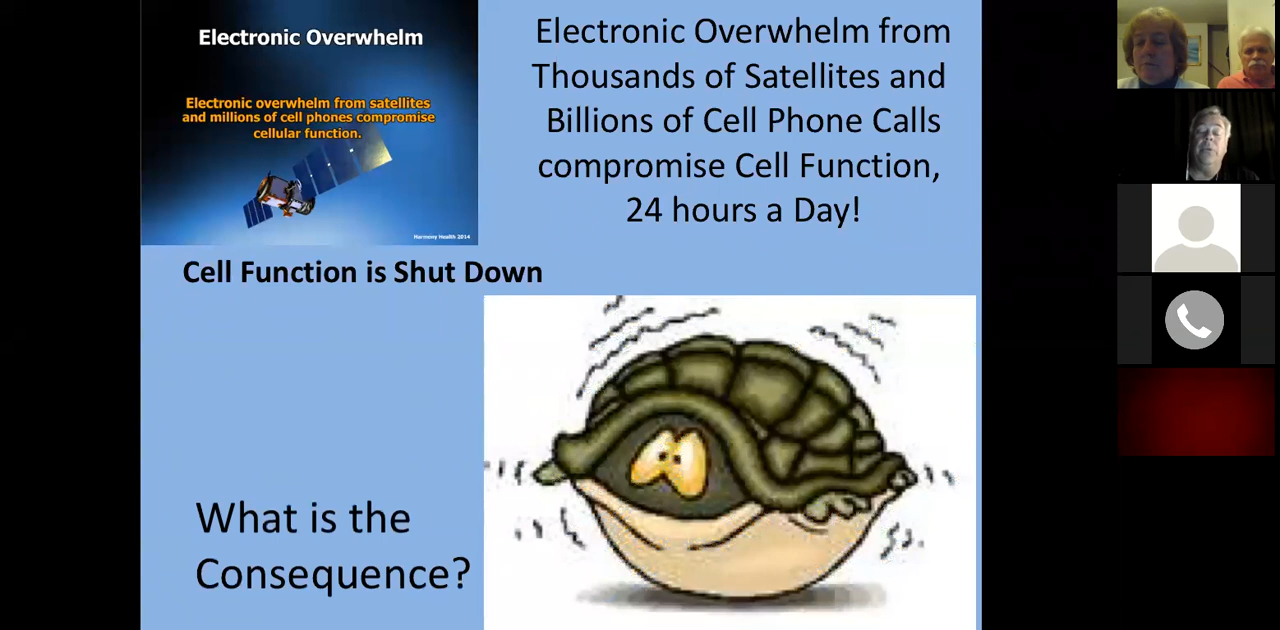 Electronic Overwhelm
Electronic overwhelm from satellites
and millions of cell phones compromise
cellular function.
Harmony Health 2014
Electronic Overwhelm from
Thousands of Satellites and
Billions of Cell Phone Calls
compromise Cell Function,
24 hours a Day!
Cell Function is Shut Down
What is the
Consequence?